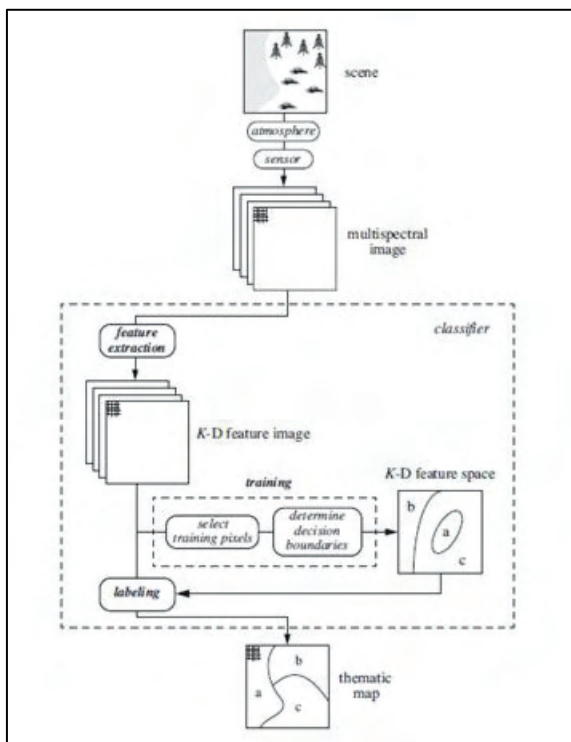 scene
atmosphere
sensor
multispectral
image
classifier
feature
extraction
K-D feature image
K-D feature space
training
select
training pixels
determine
decision
boundaries
b
a
c
labeling
b
a
c
thematic
map